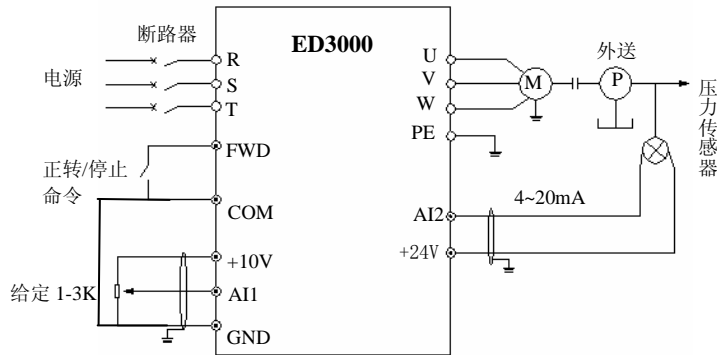 断路器
ED3000
外送
电源
R
S
T
U
V
W
PE
M
P
压力传感器
FWD
正转/停止
命令
COM
AI2
4~20mA
+24V
+10V
给定 1-3K
AI1
GND